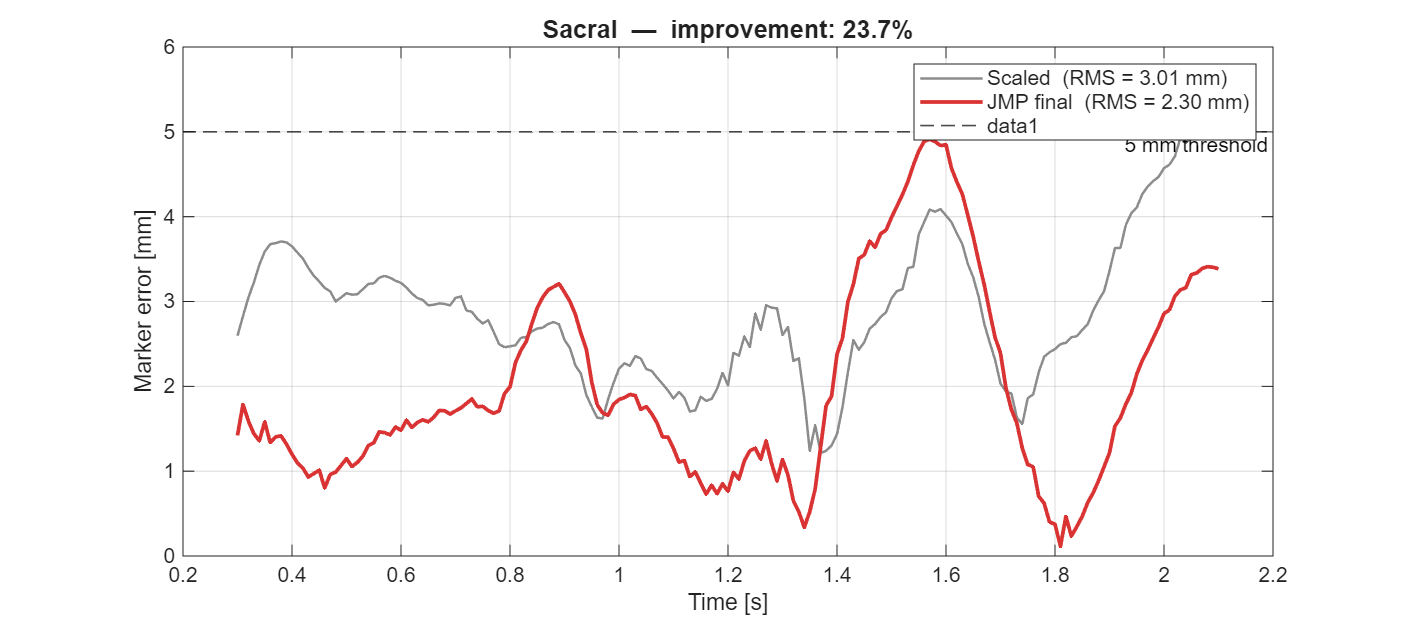 Sacral — improvement: 23.7%
6
5
4
3
2
1
0
Marker error [mm]
Scaled (RMS = 3.01 mm)
JMP final (RMS = 2.30 mm)
data1
5 mm threshold
0.2 0.4 0.6 0.8 1 1.2 1.4 1.6 1.8 2 2.2
Time [s]